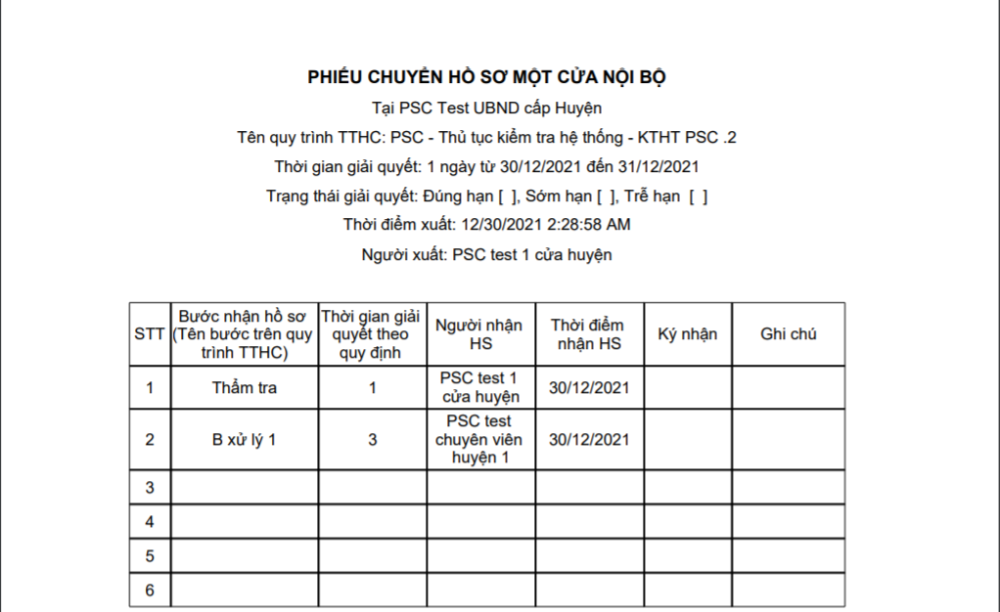 PHIẾU CHUYỂN HỒ SƠ MỘT CỬA NỘI BỘ
Tại PSC Test UBND cấp Huyện
Tên quy trình TTHC: PSC - Thủ tục kiểm tra hệ thống - KTHT PSC .2
Thời gian giải quyết: 1 ngày từ 30/12/2021 đến 31/12/2021
Trạng thái giải quyết: Đúng hạn [ ], Sớm hạn [ ], Trễ hạn [ ]
Thời điểm xuất: 12/30/2021 2:28:58 AM
Người xuất: PSC test 1 cửa huyện
STT
Bước nhận hồ sơ
(Tên bước trên quy
trình TTHC)
Thời gian giải
quyết theo
quy định
Người nhận
HS
Thời điểm
nhận HS
Ký nhận
Ghi chú
1
Thẩm tra
1
PSC test 1
cửa huyện
30/12/2021
2
B xử lý 1
3
PSC test
chuyên viên
huyện 1
30/12/2021
3
4
5
6